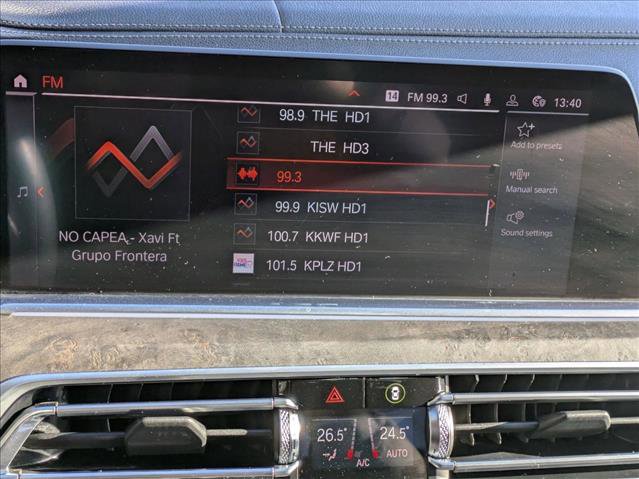 FM
14 FM 99.3 13:40
98.9 THE HD1
THE HD3
99.3
99.9 KISW HD1
100.7 KKWF HD1
101.5 KPLZ HD1
NO CAPEA - Xavi Ft
Grupo Frontera
Add to presets
Manual search
Sound settings
26.5° 24.5°
A/C AUTO